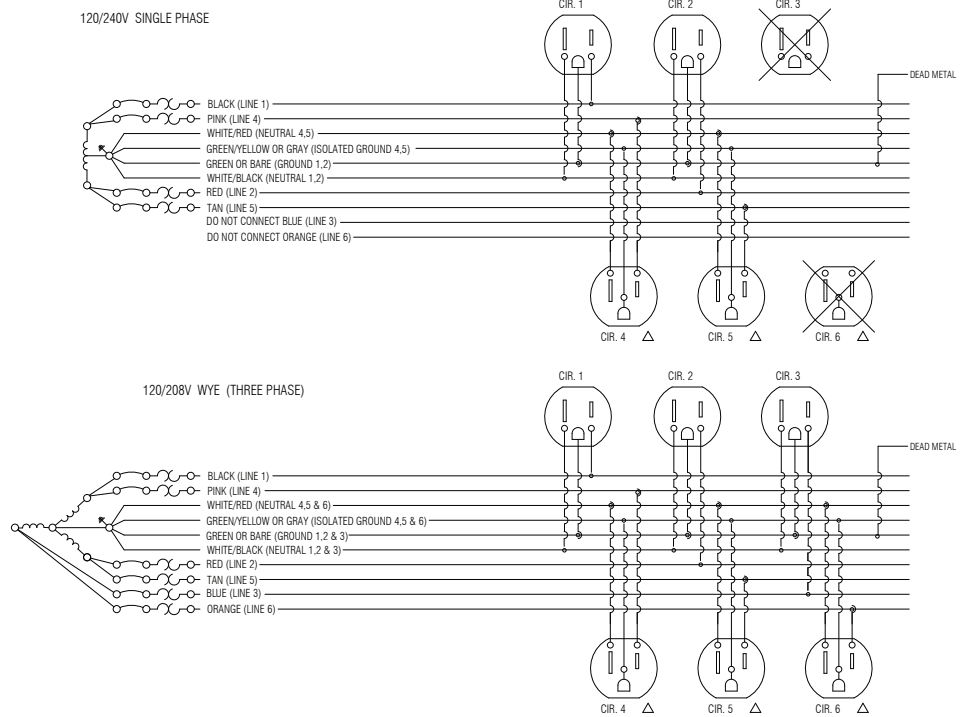 120/240V SINGLE PHASE
CIR. 1
CIR. 2
CIR. 3
DEAD METAL
BLACK (LINE 1)
PINK (LINE 4)
WHITE/RED (NEUTRAL 4,5)
GREEN/YELLOW OR GRAY (ISOLATED GROUND 4,5)
GREEN OR BARE (GROUND 1,2)
WHITE/BLACK (NEUTRAL 1,2)
RED (LINE 2)
TAN (LINE 5)
DO NOT CONNECT BLUE (LINE 3)
DO NOT CONNECT ORANGE (LINE 6)
CIR. 4
CIR. 5
CIR. 6
120/208V WYE (THREE PHASE)
CIR. 1
CIR. 2
CIR. 3
DEAD METAL
BLACK (LINE 1)
PINK (LINE 4)
WHITE/RED (NEUTRAL 4,5 & 6)
GREEN/YELLOW OR GRAY (ISOLATED GROUND 4,5 & 6)
GREEN OR BARE (GROUND 1,2 & 3)
WHITE/BLACK (NEUTRAL 1,2 & 3)
RED (LINE 2)
TAN (LINE 5)
BLUE (LINE 3)
ORANGE (LINE 6)
CIR. 4
CIR. 5
CIR. 6